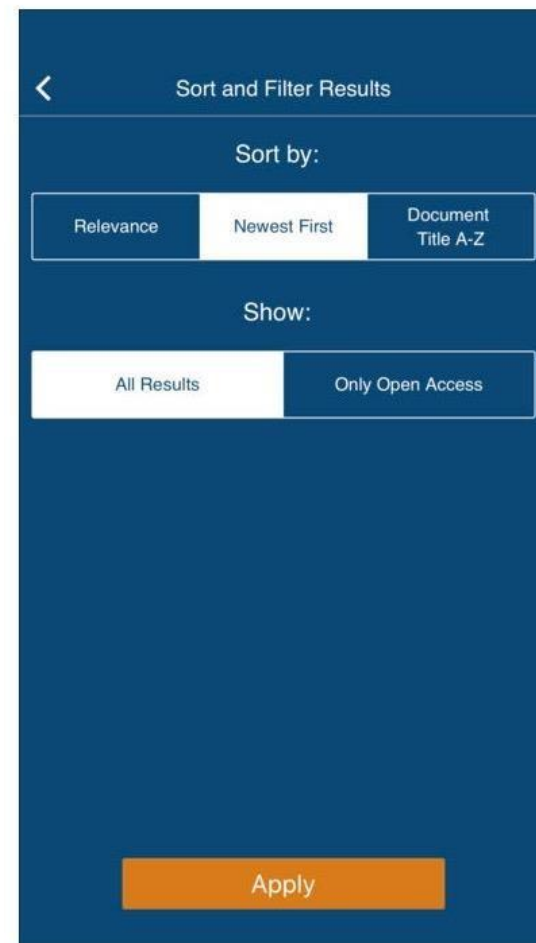 Sort and Filter Results
Sort by:
Relevance
Newest First
Document
Title A-Z
Show:
All Results
Only Open Access
Apply